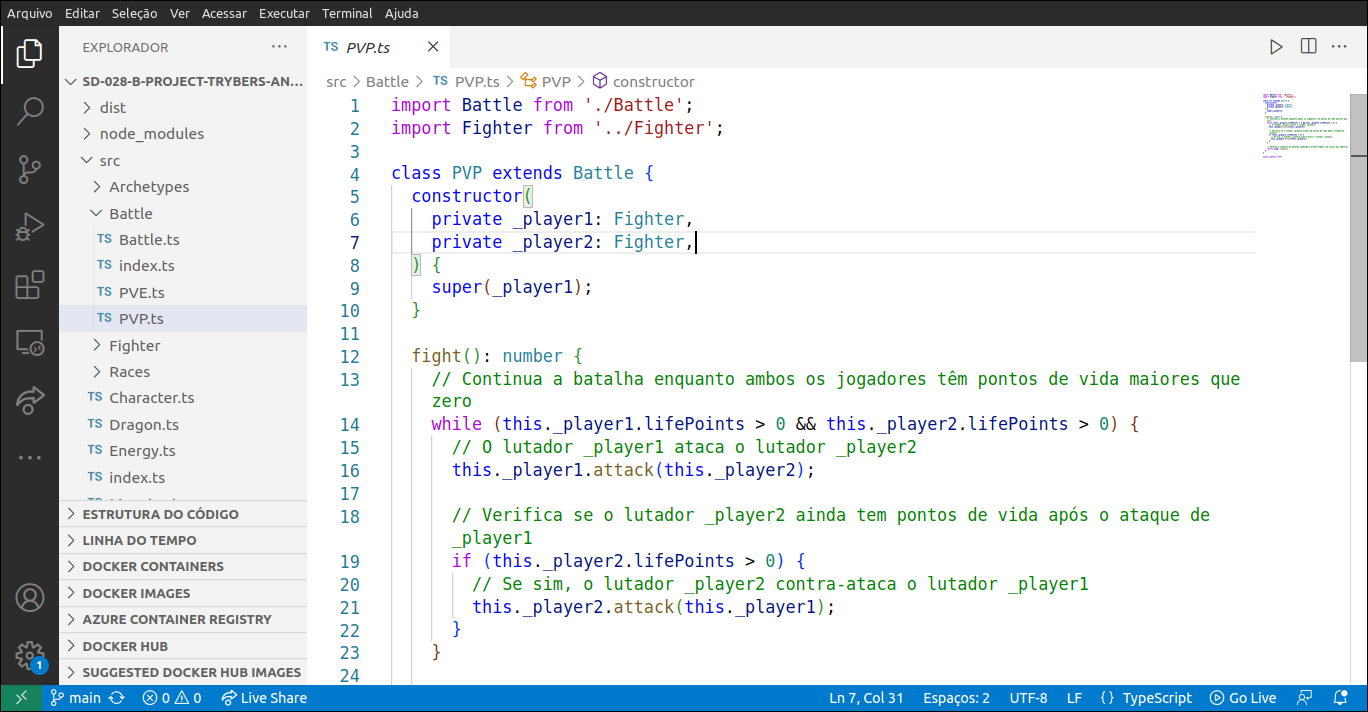 Arquivo Editar Seleção Ver Acessar Executar Terminal Ajuda
EXPLORADOR ···
SD-028-B-PROJECT-TRYBERS-AN...
dist
node_modules
src
Archetypes
Battle
TS Battle.ts
TS index.ts
TS PVE.ts
TS PVP.ts
Fighter
Races
TS Character.ts
TS Dragon.ts
TS Energy.ts
TS index.ts
ESTRUTURA DO CÓDIGO
LINHA DO TEMPO
DOCKER CONTAINERS
DOCKER IMAGES
AZURE CONTAINER REGISTRY
DOCKER HUB
SUGGESTED DOCKER HUB IMAGES
1
TS PVP.ts
src > Battle > TS PVP.ts > PVP > constructor
1 import Battle from './Battle';
2 import Fighter from '../Fighter';
3
4 class PVP extends Battle {
5 constructor(
6 private _player1: Fighter,
7 private _player2: Fighter,
8 ) {
9 super(_player1);
10 }
11
12 fight(): number {
13 // Continua a batalha enquanto ambos os jogadores têm pontos de vida maiores que
zero
14 while (this._player1.lifePoints > 0 && this._player2.lifePoints > 0) {
15 // O lutador _player1 ataca o lutador _player2
16 this._player1.attack(this._player2);
17
18 // Verifica se o lutador _player2 ainda tem pontos de vida após o ataque de
_player1
19 if (this._player2.lifePoints > 0) {
20 // Se sim, o lutador _player2 contra-ataca o lutador _player1
21 this._player2.attack(this._player1);
22 }
23 }
24
main 0 0 Live Share Ln 7, Col 31 Espaços: 2 UTF-8 LF {} TypeScript Go Live